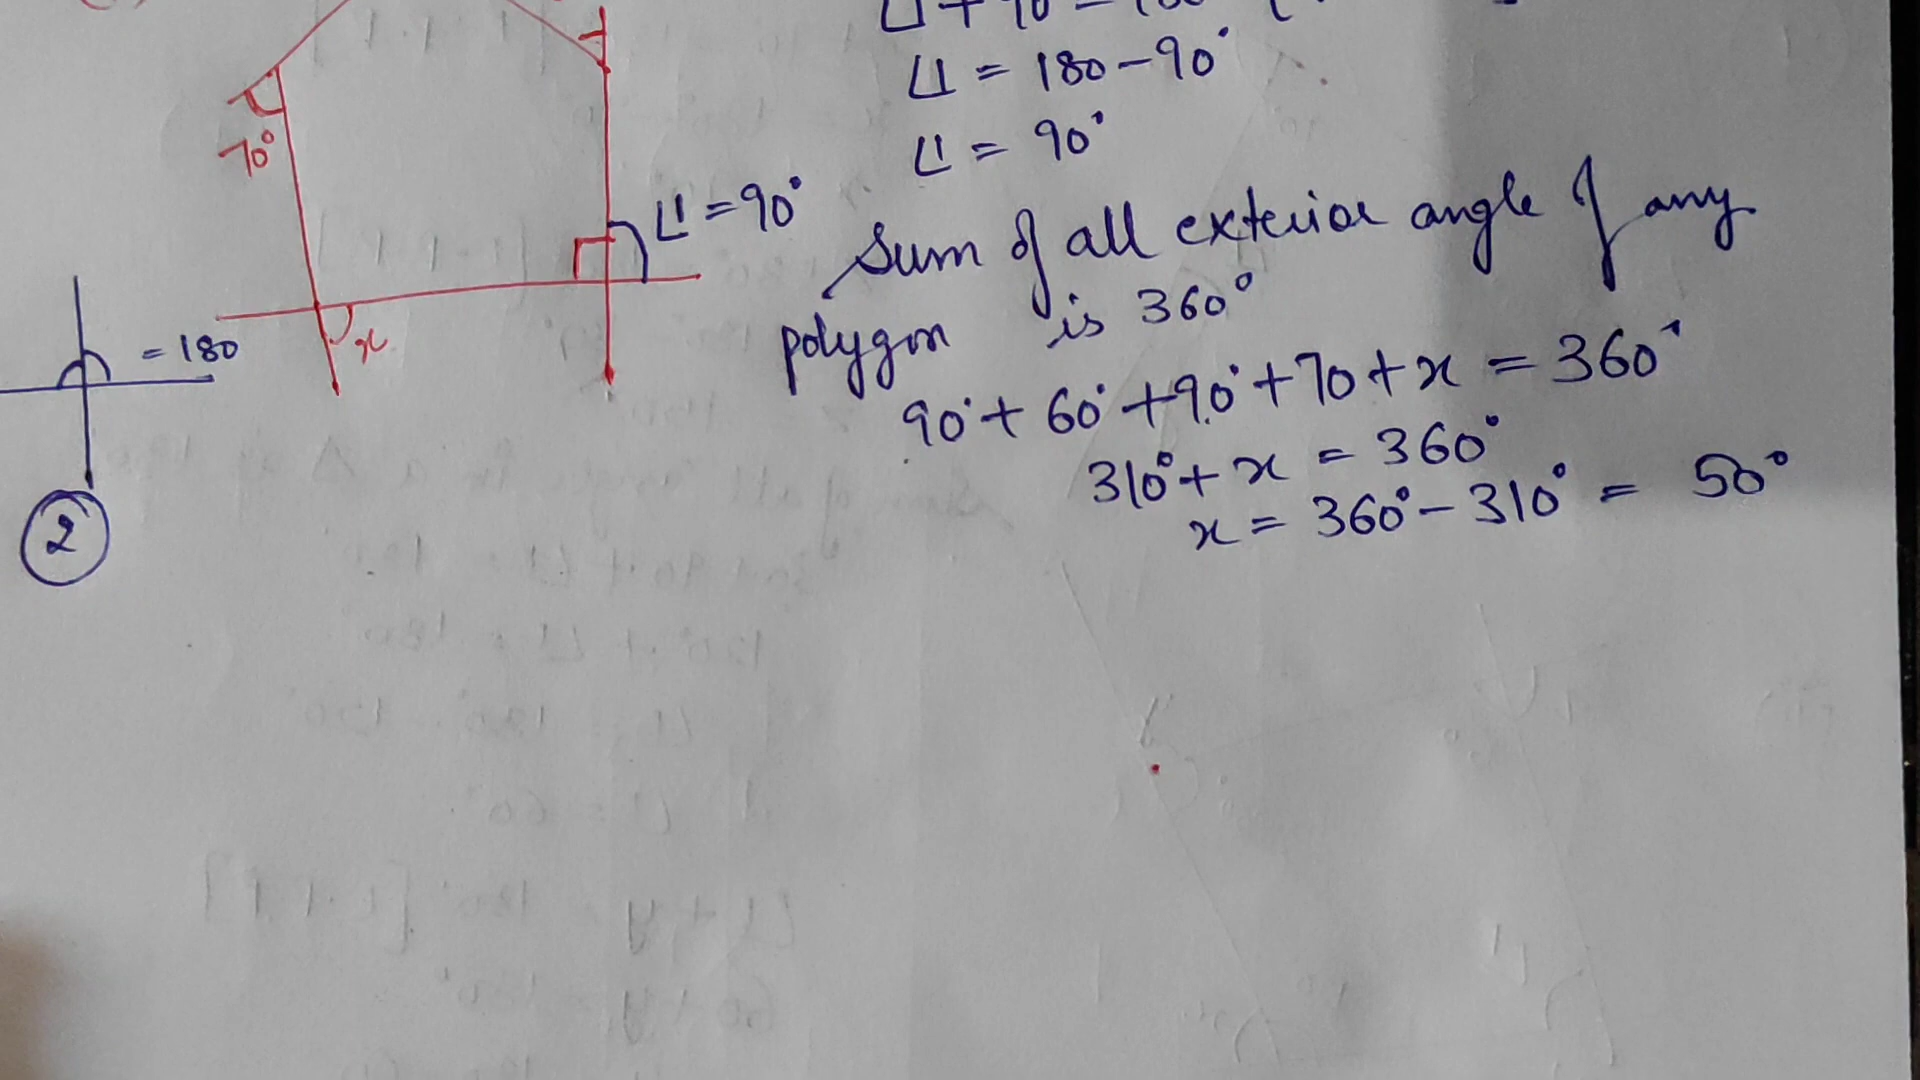 ∠1 = 180-90°
∠1 = 90°
70°
∠1 = 90°
Sum of all exterior angle of any
polygon is 360°
= 180
x
90° + 60° + 90° + 70 + x = 360°
310° + x = 360°
x = 360° - 310° = 50°
2